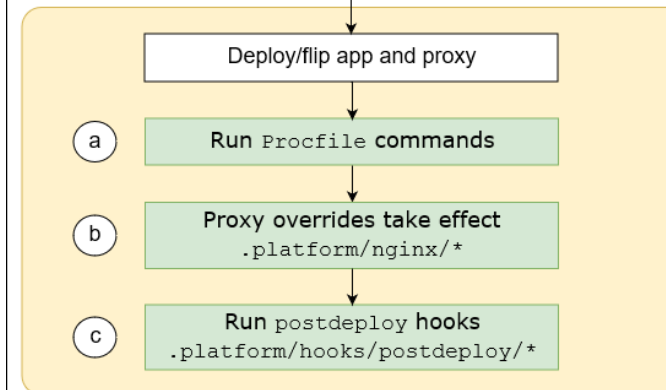 Deploy/flip app and proxy
a
Run Procfile commands
b
Proxy overrides take effect
.platform/nginx/*
c
Run postdeploy hooks
.platform/hooks/postdeploy/*